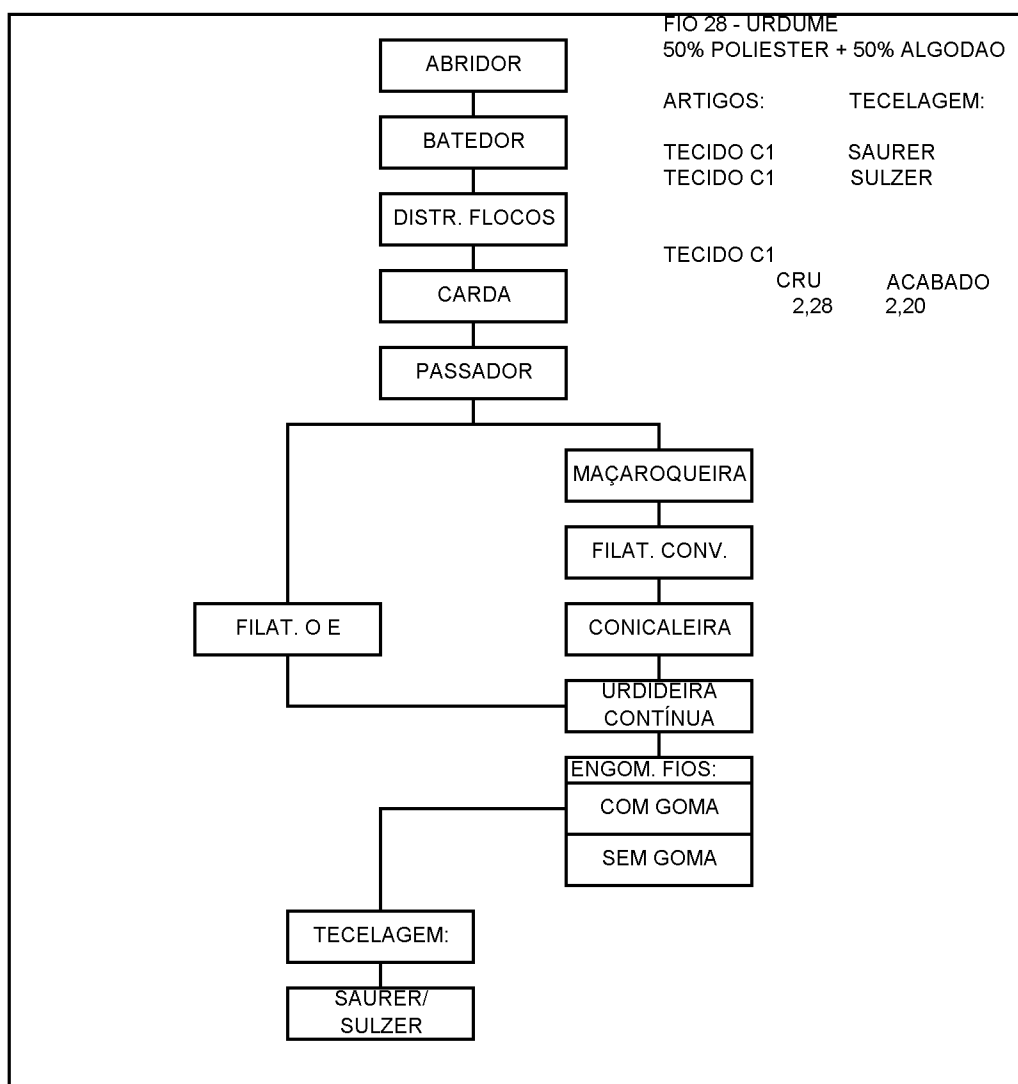 FIO 28 - URDUME
50% POLIESTER + 50% ALGODAO
ARTIGOS: TECELAGEM:
TECIDO C1 SAURER
TECIDO C1 SULZER
TECIDO C1
CRU ACABADO
2,28 2,20
ABRIDOR
BATEDOR
DISTR. FLOCOS
CARDA
PASSADOR
MAÇAROQUEIRA
FILAT. CONV.
FILAT. O E
CONICALEIRA
URDIDEIRA
CONTÍNUA
ENGOM. FIOS:
COM GOMA
SEM GOMA
TECELAGEM:
SAURER/
SULZER